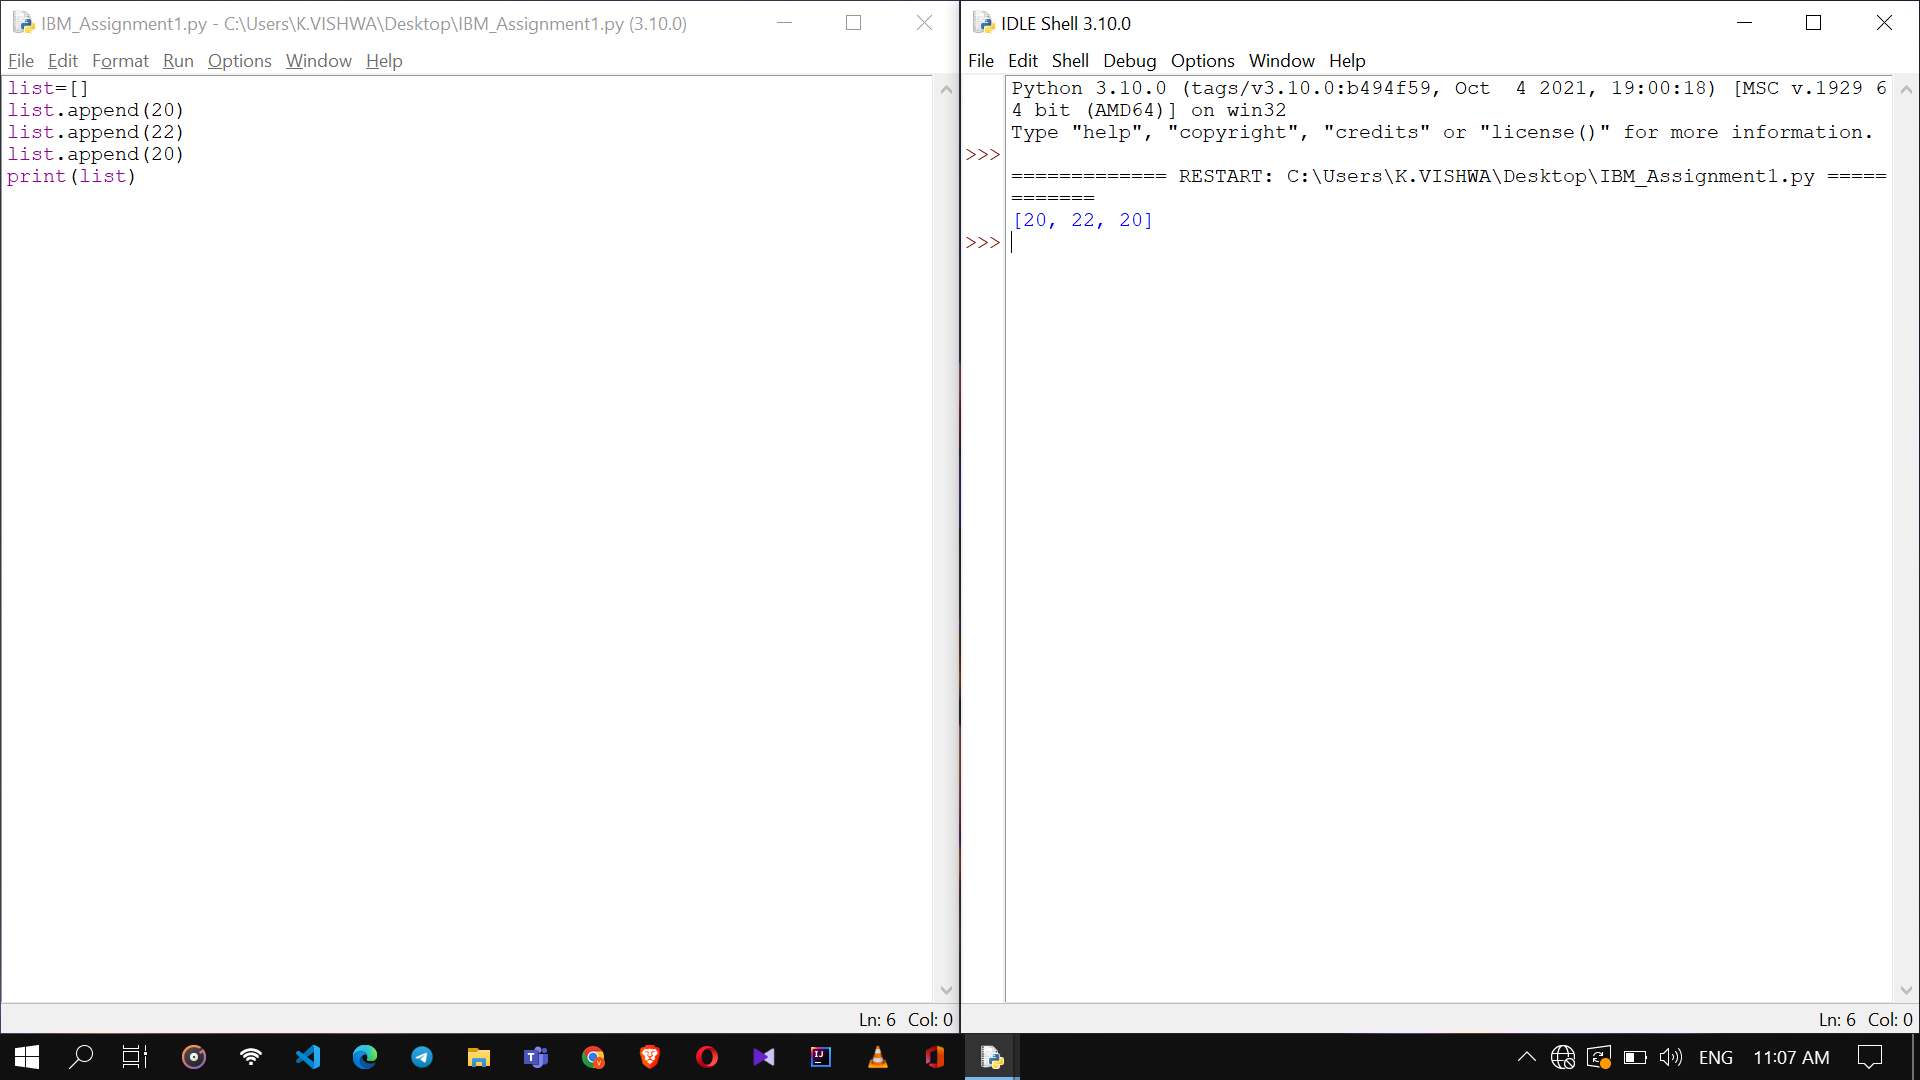 IBM_Assignment1.py - C:\Users\K.VISHWA\Desktop\IBM_Assignment1.py (3.10.0)
File Edit Format Run Options Window Help
list=[]
list.append(20)
list.append(22)
list.append(20)
print(list)
Ln: 6 Col: 0
IDLE Shell 3.10.0
File Edit Shell Debug Options Window Help
Python 3.10.0 (tags/v3.10.0:b494f59, Oct  4 2021, 19:00:18) [MSC v.1929 6
4 bit (AMD64)] on win32
Type "help", "copyright", "credits" or "license()" for more information.
>>>
============= RESTART: C:\Users\K.VISHWA\Desktop\IBM_Assignment1.py =====
=======
[20, 22, 20]
>>>
Ln: 6 Col: 0
ENG 11:07 AM